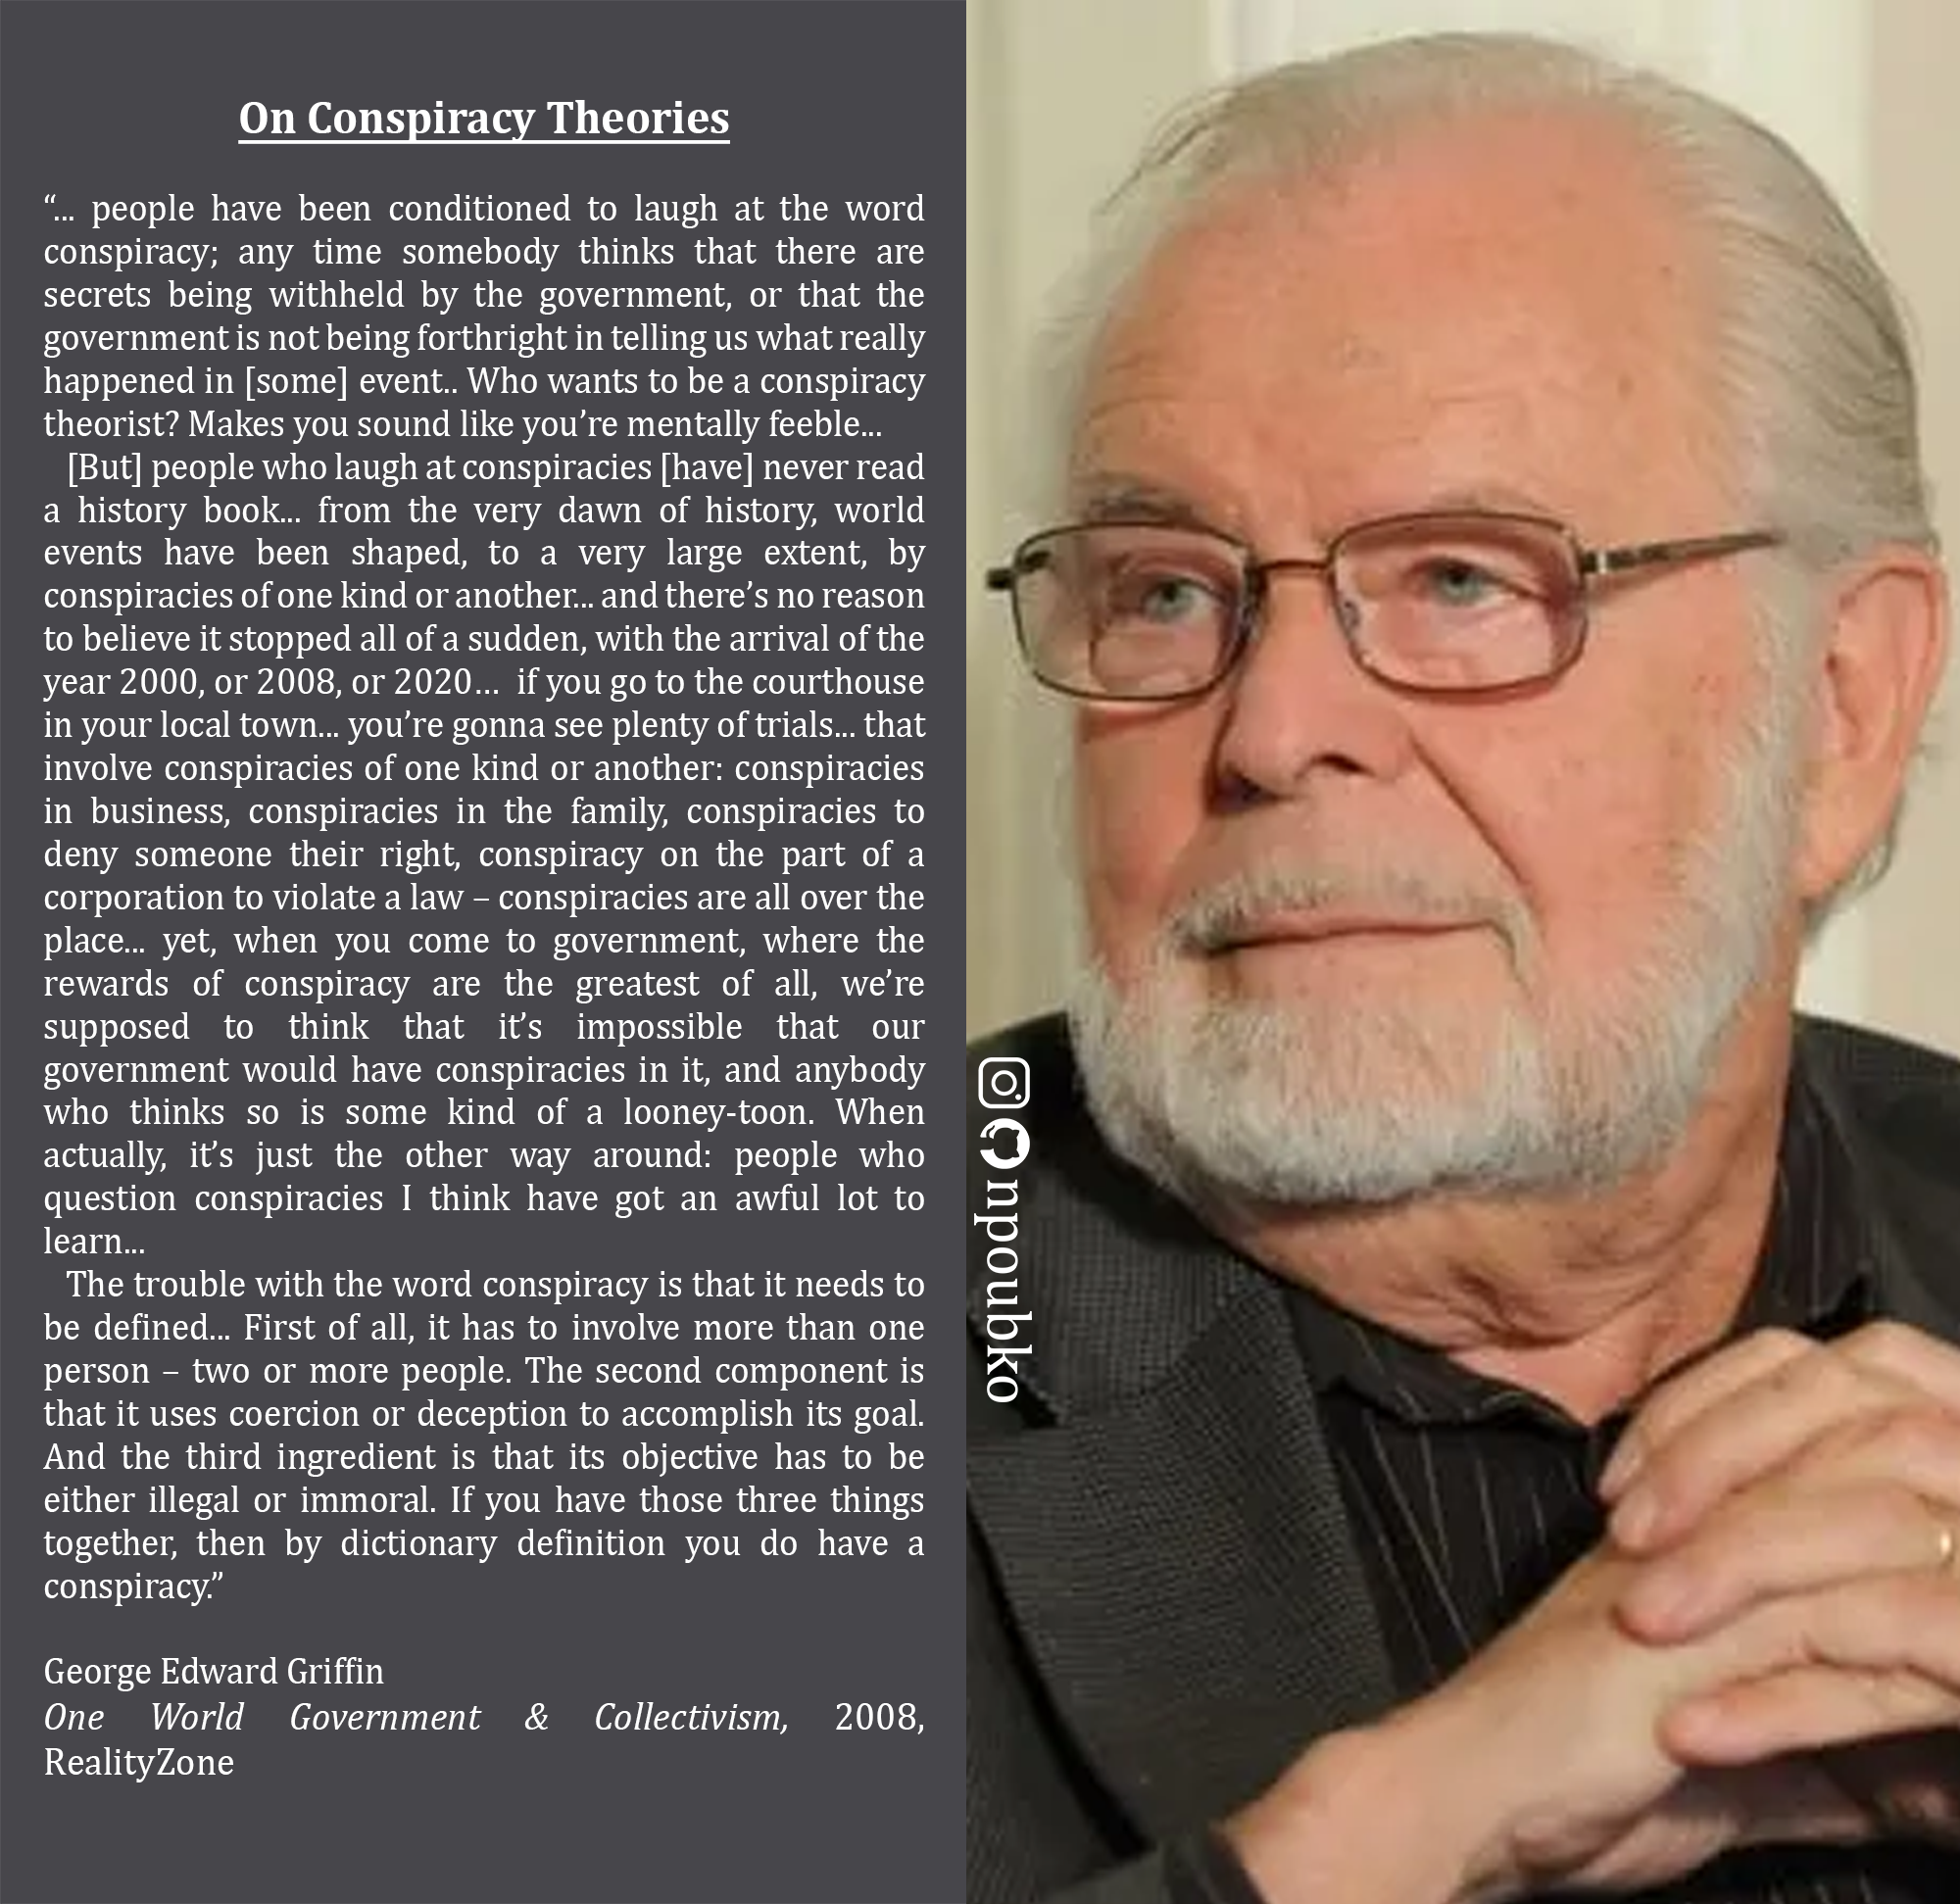 On Conspiracy Theories
“... people have been conditioned to laugh at the word
conspiracy; any time somebody thinks that there are
secrets being withheld by the government, or that the
government is not being forthright in telling us what really
happened in [some] event.. Who wants to be a conspiracy
theorist? Makes you sound like you’re mentally feeble...
[But] people who laugh at conspiracies [have] never read
a history book... from the very dawn of history, world
events have been shaped, to a very large extent, by
conspiracies of one kind or another... and there’s no reason
to believe it stopped all of a sudden, with the arrival of the
year 2000, or 2008, or 2020… if you go to the courthouse
in your local town... you’re gonna see plenty of trials... that
involve conspiracies of one kind or another: conspiracies
in business, conspiracies in the family, conspiracies to
deny someone their right, conspiracy on the part of a
corporation to violate a law – conspiracies are all over the
place... yet, when you come to government, where the
rewards of conspiracy are the greatest of all, we’re
supposed to think that it’s impossible that our
government would have conspiracies in it, and anybody
who thinks so is some kind of a looney-toon. When
actually, it’s just the other way around: people who
question conspiracies I think have got an awful lot to
learn...
The trouble with the word conspiracy is that it needs to
be defined... First of all, it has to involve more than one
person – two or more people. The second component is
that it uses coercion or deception to accomplish its goal.
And the third ingredient is that its objective has to be
either illegal or immoral. If you have those three things
together, then by dictionary definition you do have a
conspiracy.”
George Edward Griffin
One World Government & Collectivism, 2008,
RealityZone
npoubko